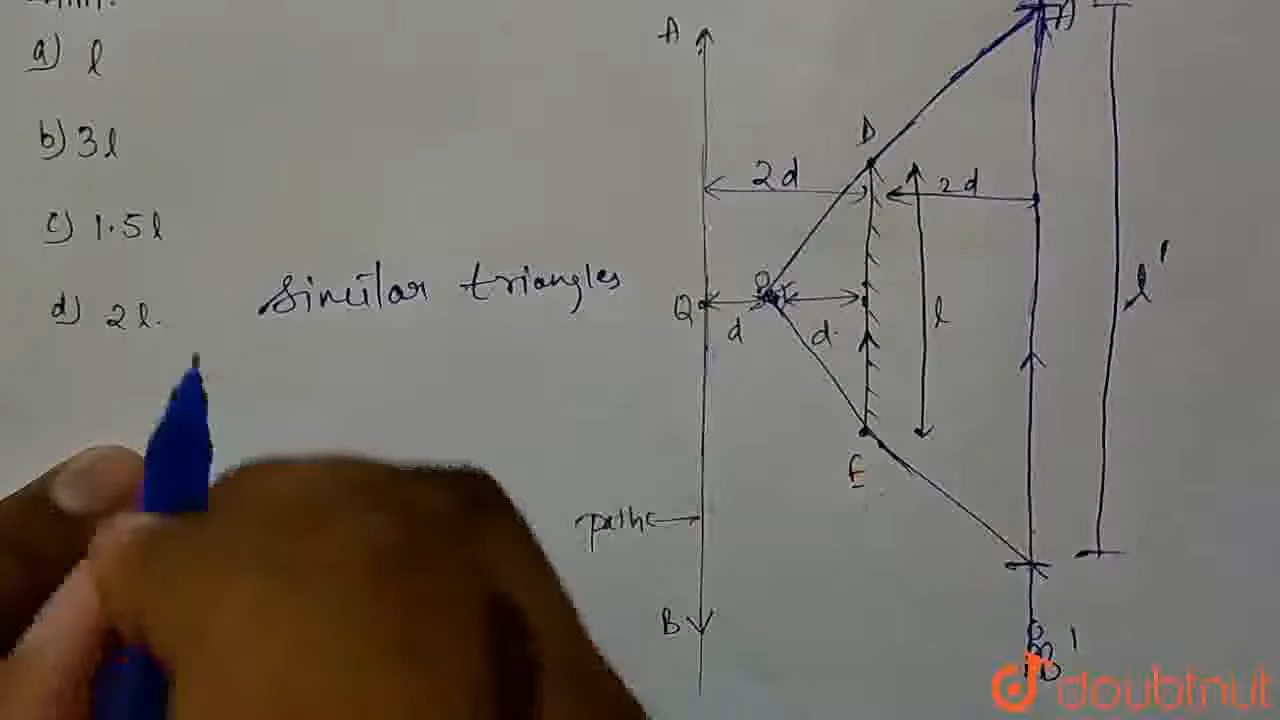 a) l
b) 3l
c) 1.5l
d) 2l.
similar triangles
A
D
2d
2d
Q
d
d
l
l'
E
path
B
B'
doubtnut